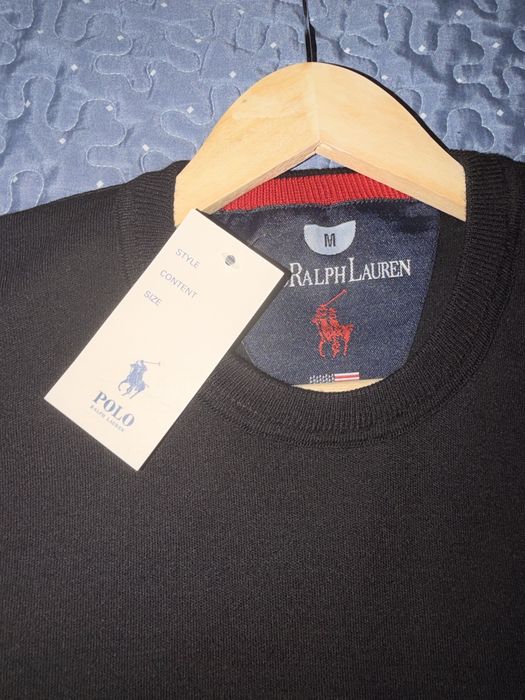 STYLE
CONTENT
SIZE
POLO
RALPH LAUREN
M
RALPH LAUREN